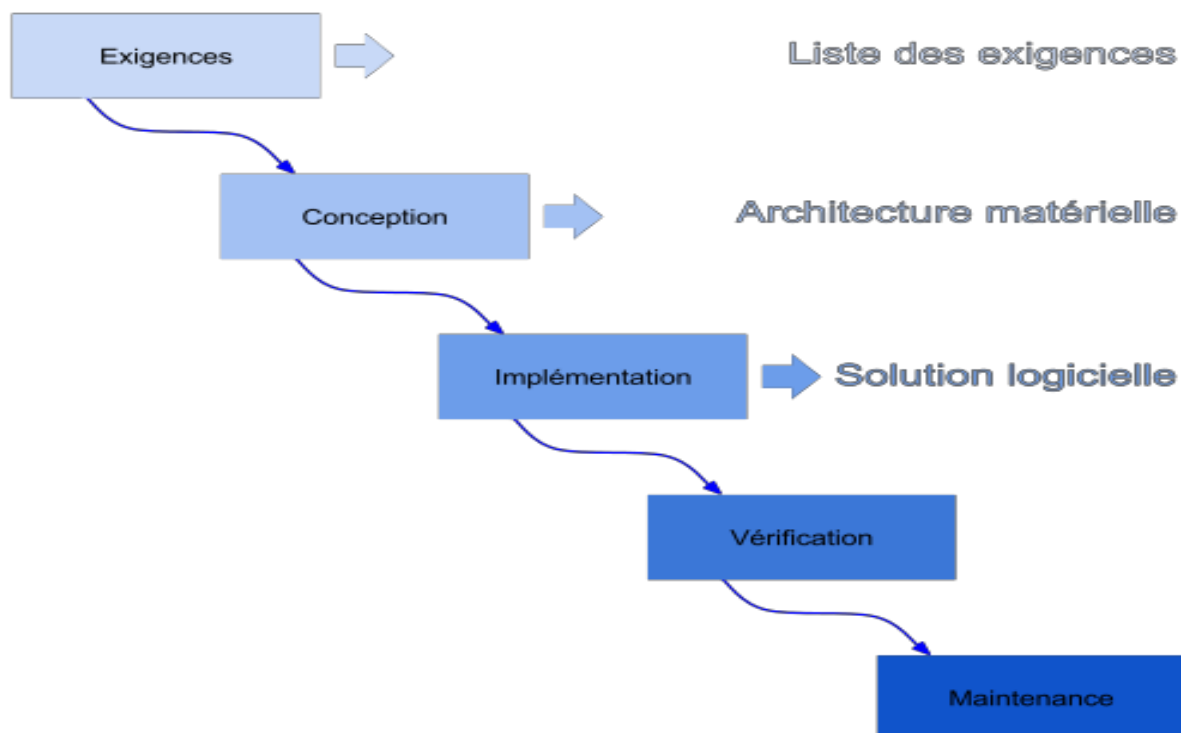 Exigences
Liste des exigences
Conception
Architecture matérielle
Implémentation
Solution logicielle
Vérification
Maintenance